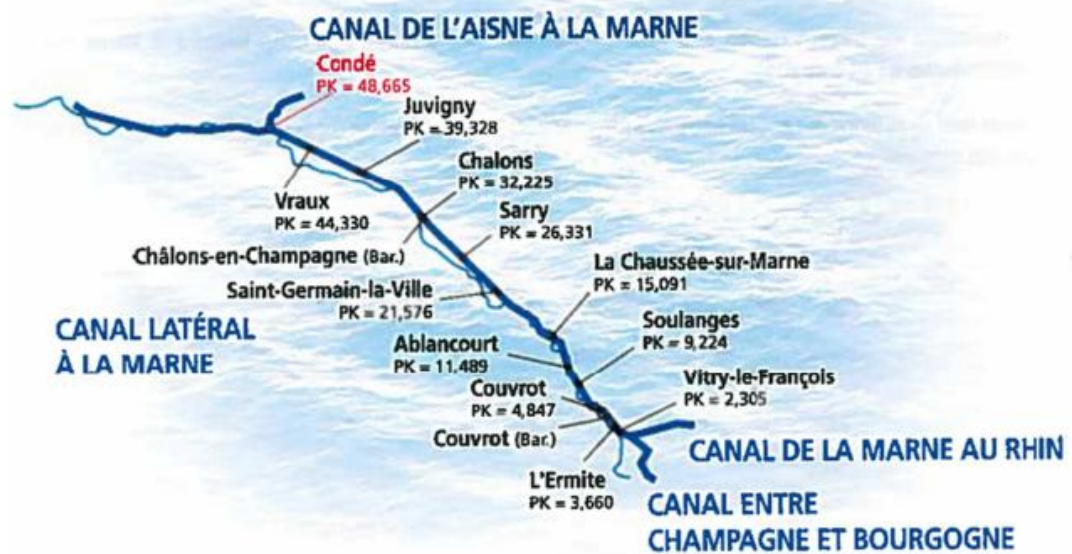 CANAL DE L'AISNE À LA MARNE
Condé
PK = 48,665
Juvigny
PK = 39,328
Chalons
PK = 32,225
Vraux
PK = 44,330
Sarry
PK = 26,331
Châlons-en-Champagne (Bar.)
La Chaussée-sur-Marne
PK = 15,091
Saint-Germain-la-Ville
PK = 21,576
CANAL LATÉRAL
À LA MARNE
Soulanges
PK = 9,224
Ablancourt
PK = 11.489
Vitry-le-François
PK = 2,305
Couvrot
PK = 4,847
Couvrot (Bar.)
CANAL DE LA MARNE AU RHIN
L'Ermite
PK = 3,660
CANAL ENTRE
CHAMPAGNE ET BOURGOGNE